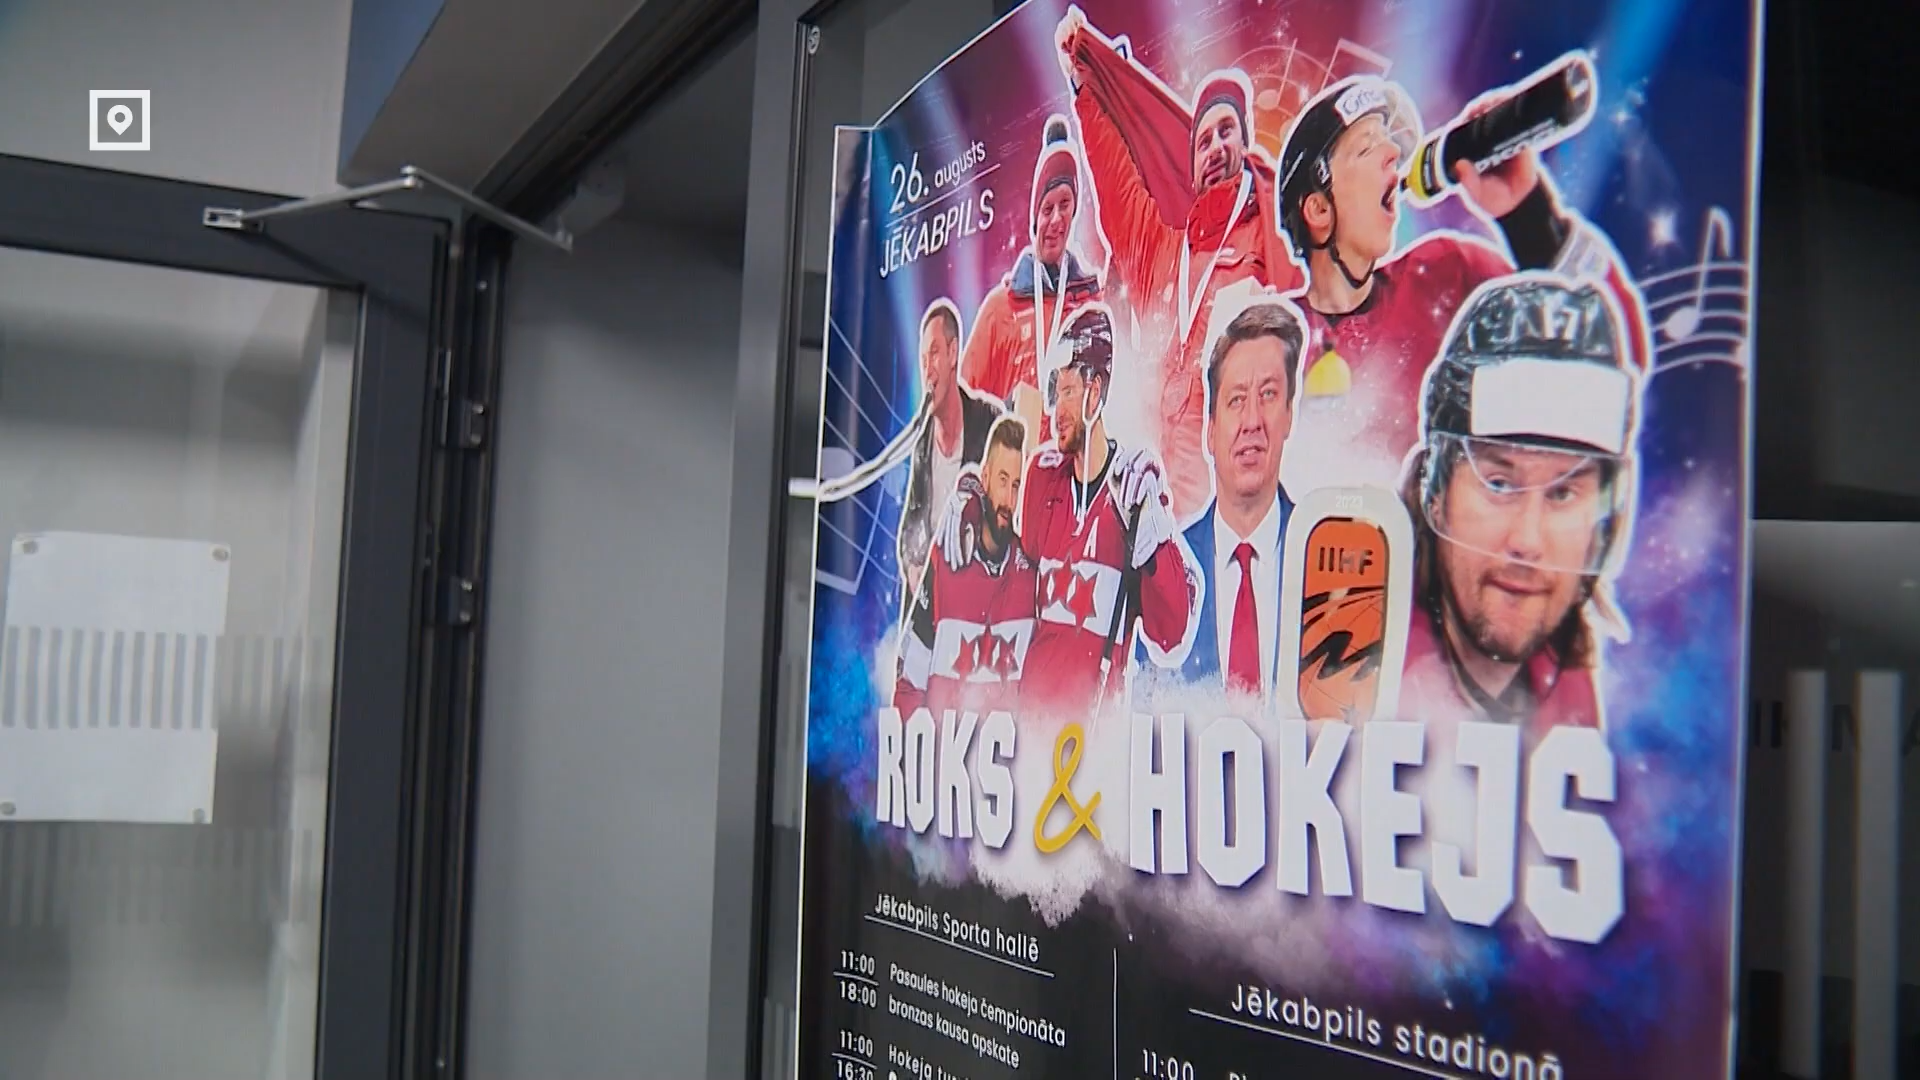 26. augusts
JĒKABPILS
2023
IIHF
ROKS & HOKEJS
Jēkabpils Sporta hallē
11:00
18:00
Pasaules hokeja čempionāta
bronzas kausa apskate
11:00
16:30
Hokeja
Jēkabpils stadionā
11:00